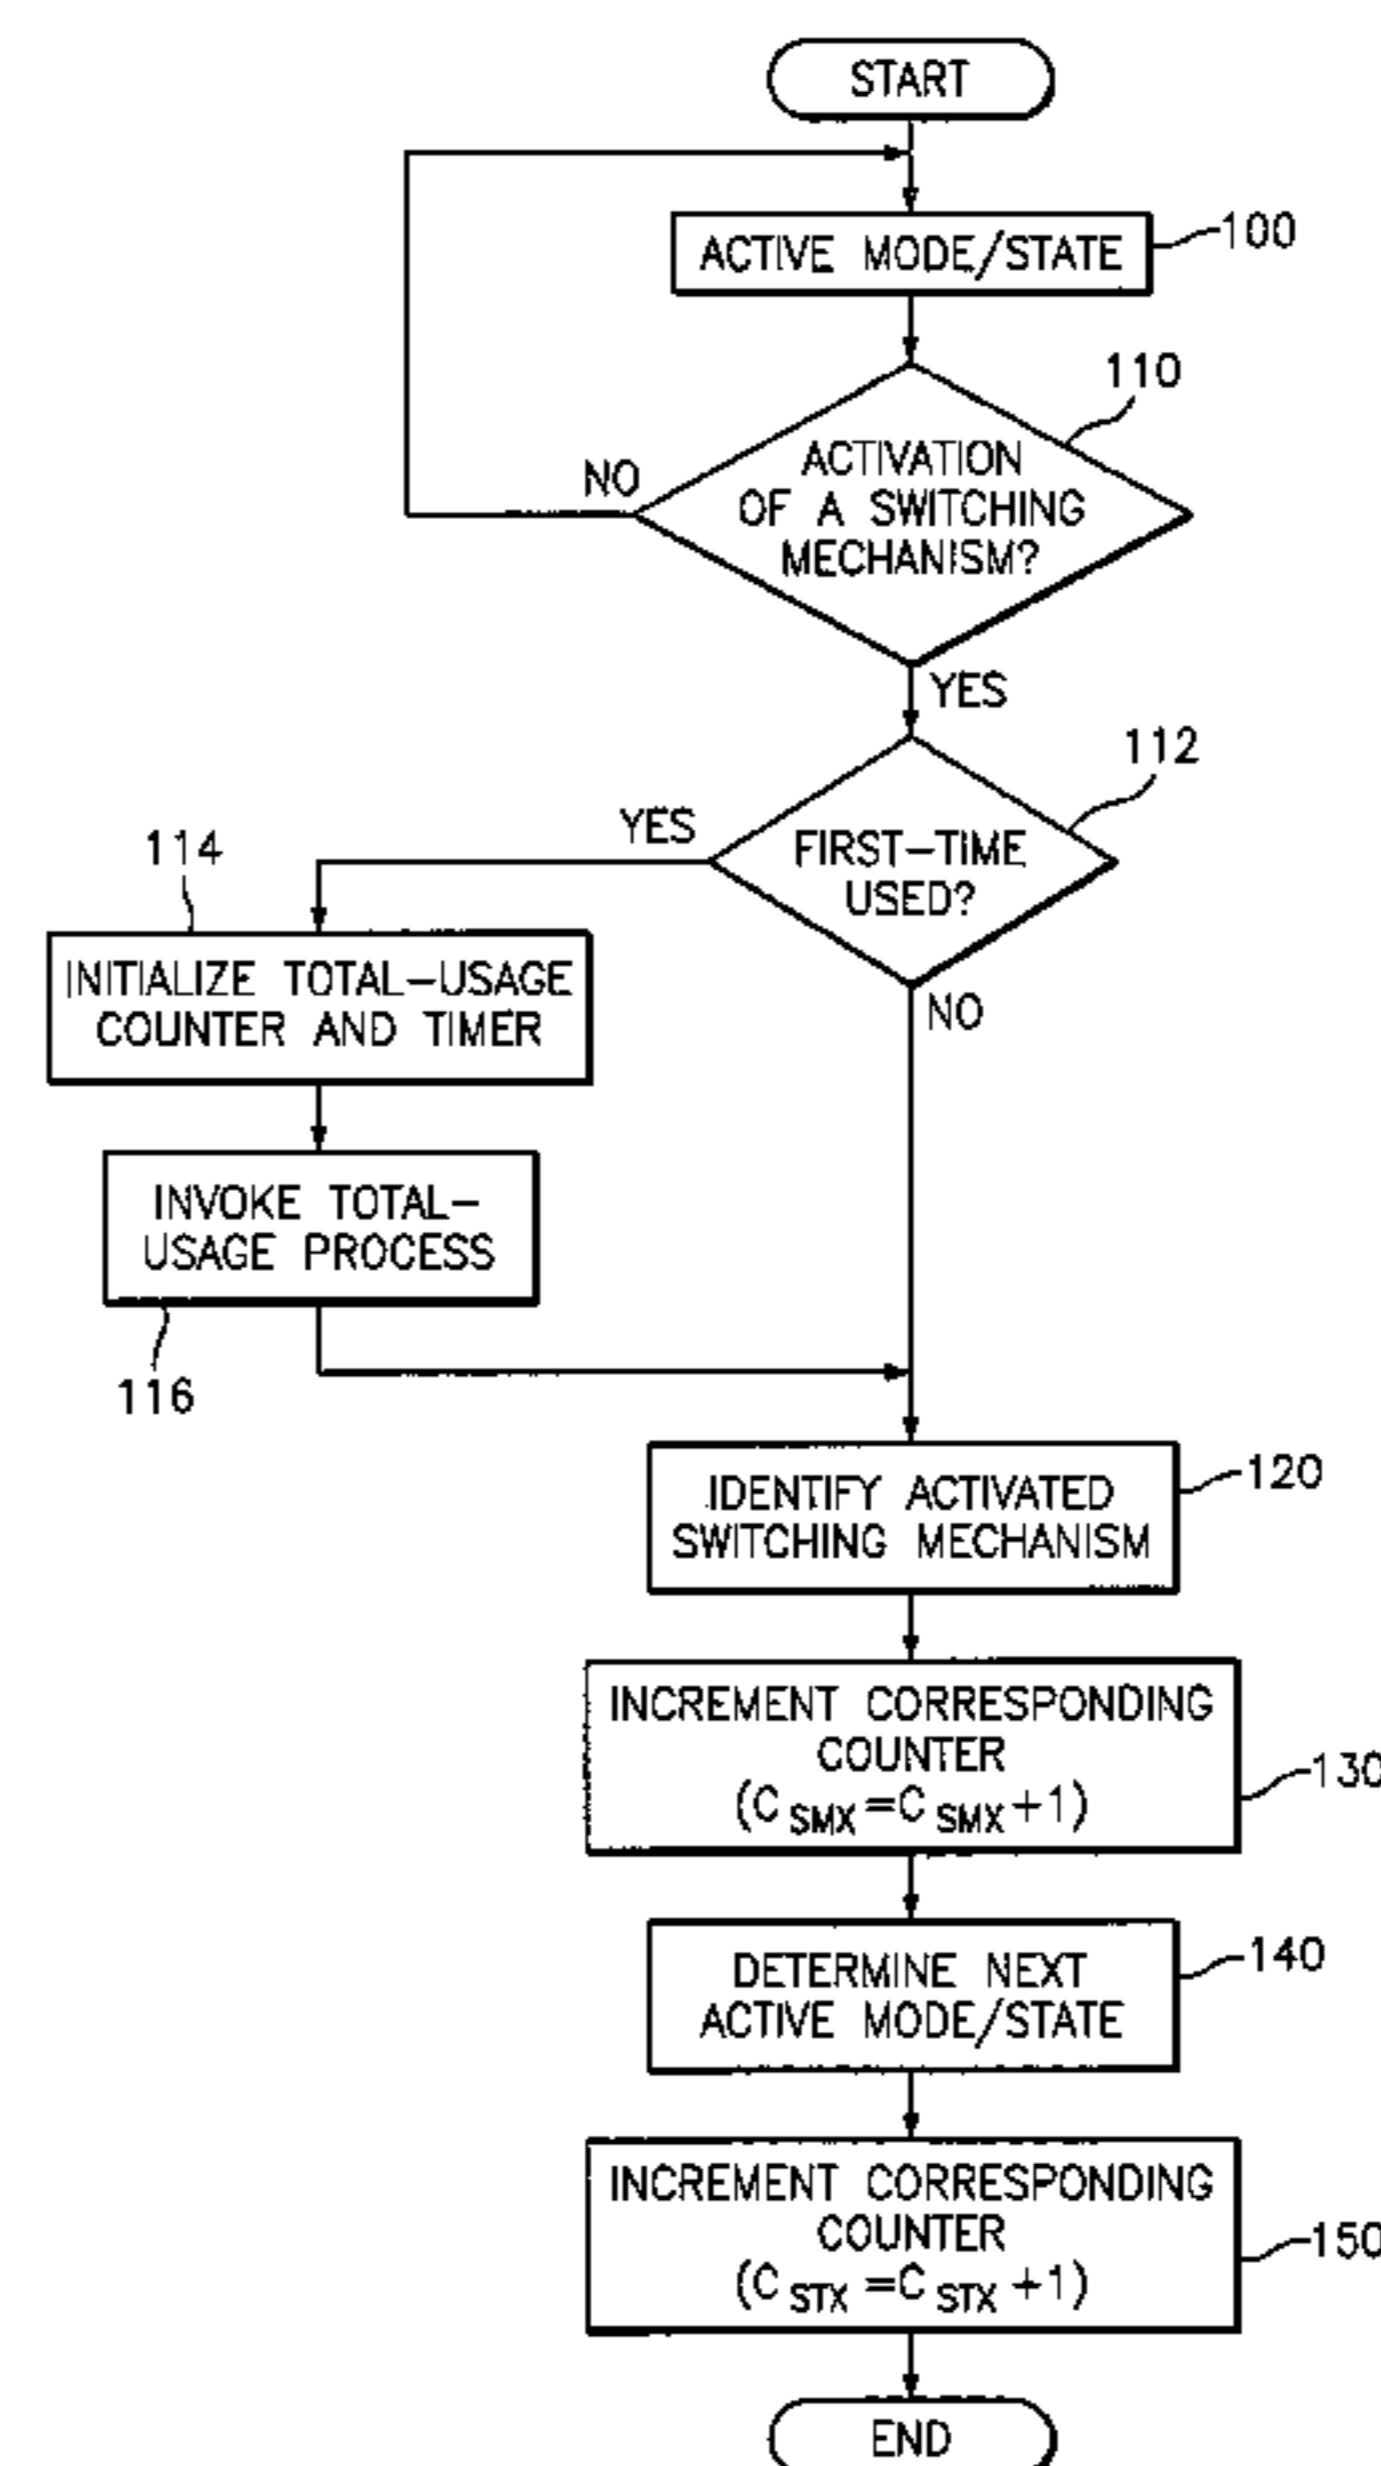 START
ACTIVE MODE/STATE
100
110
ACTIVATION
OF A SWITCHING
MECHANISM?
NO
YES
112
FIRST-TIME
USED?
YES
NO
114
INITIALIZE TOTAL-USAGE
COUNTER AND TIMER
INVOKE TOTAL-
USAGE PROCESS
116
IDENTIFY ACTIVATED
SWITCHING MECHANISM
120
INCREMENT CORRESPONDING
COUNTER
(C SMX =C SMX +1)
130
DETERMINE NEXT
ACTIVE MODE/STATE
140
INCREMENT CORRESPONDING
COUNTER
(C STX =C STX +1)
150
END